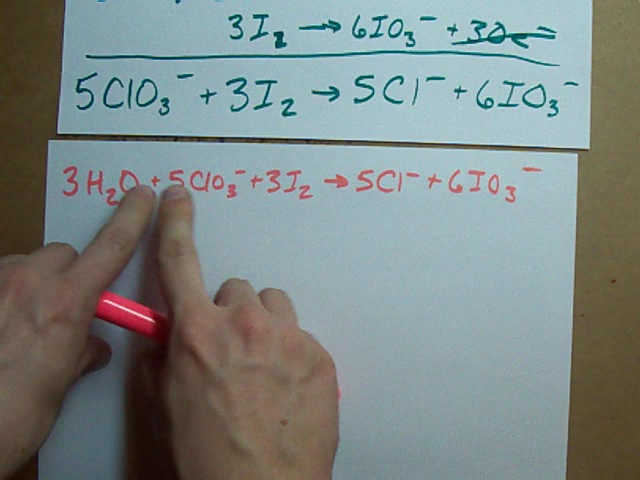 3I₂ → 6IO₃⁻ + 30e⁻
5ClO₃⁻ + 3I₂ → 5Cl⁻ + 6IO₃⁻
3H₂O + 5ClO₃⁻ + 3I₂ → 5Cl⁻ + 6IO₃⁻